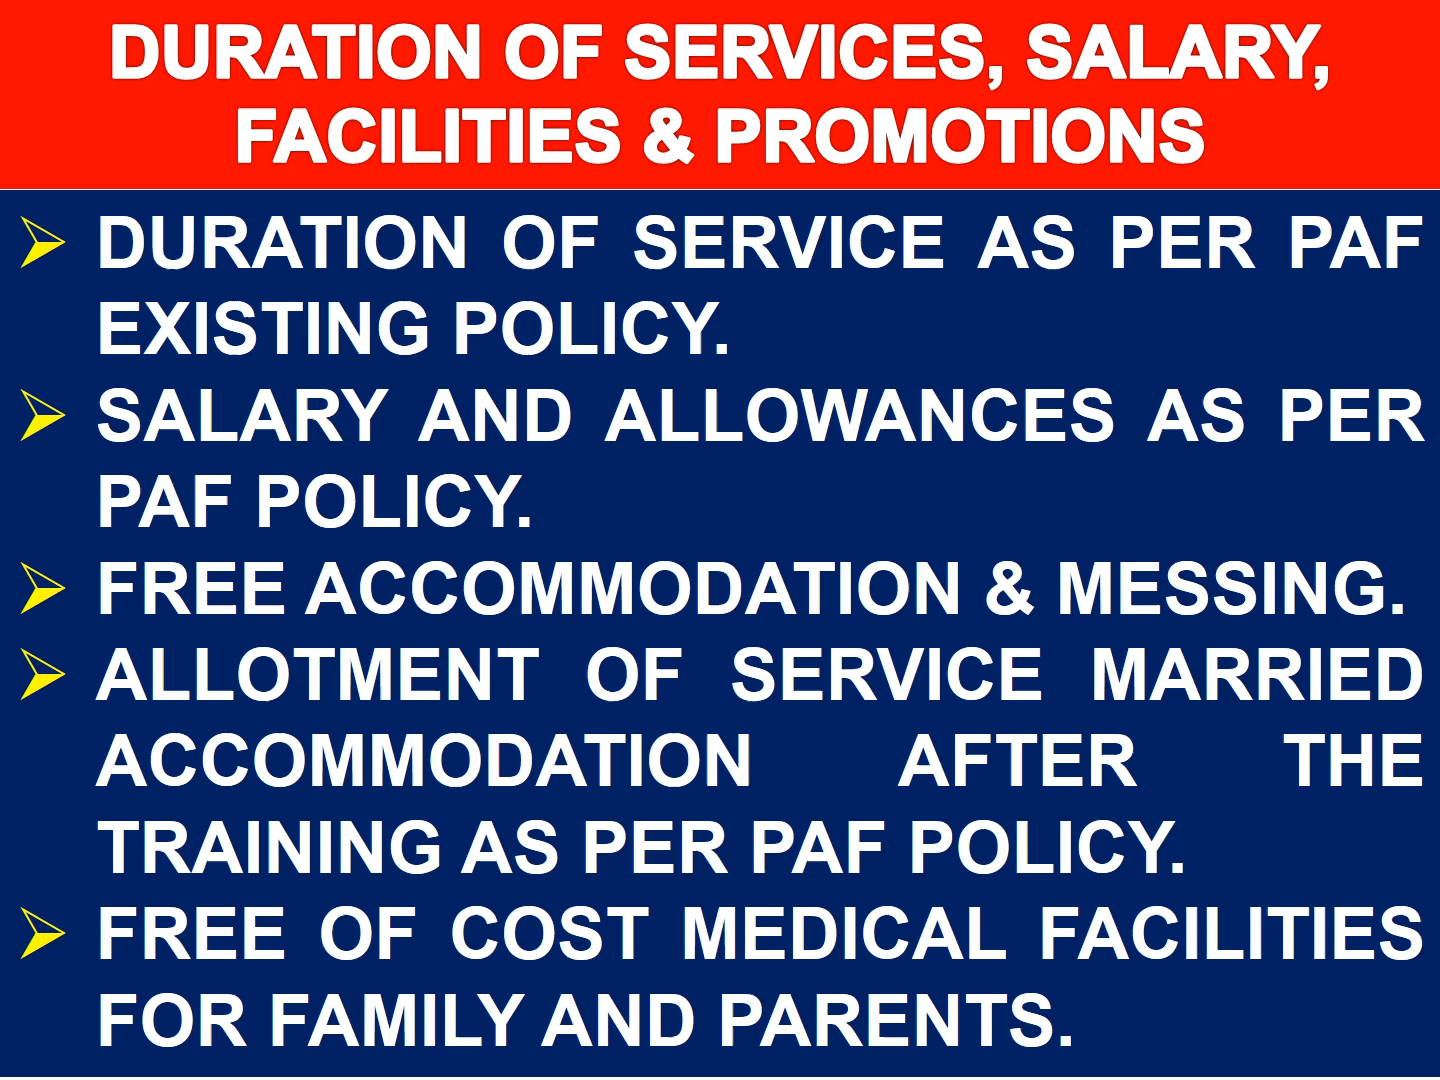 DURATION OF SERVICES, SALARY,
FACILITIES & PROMOTIONS
DURATION OF SERVICE AS PER PAF
EXISTING POLICY.
SALARY AND ALLOWANCES AS PER
PAF POLICY.
FREE ACCOMMODATION & MESSING.
ALLOTMENT OF SERVICE MARRIED
ACCOMMODATION AFTER THE
TRAINING AS PER PAF POLICY.
FREE OF COST MEDICAL FACILITIES
FOR FAMILY AND PARENTS.